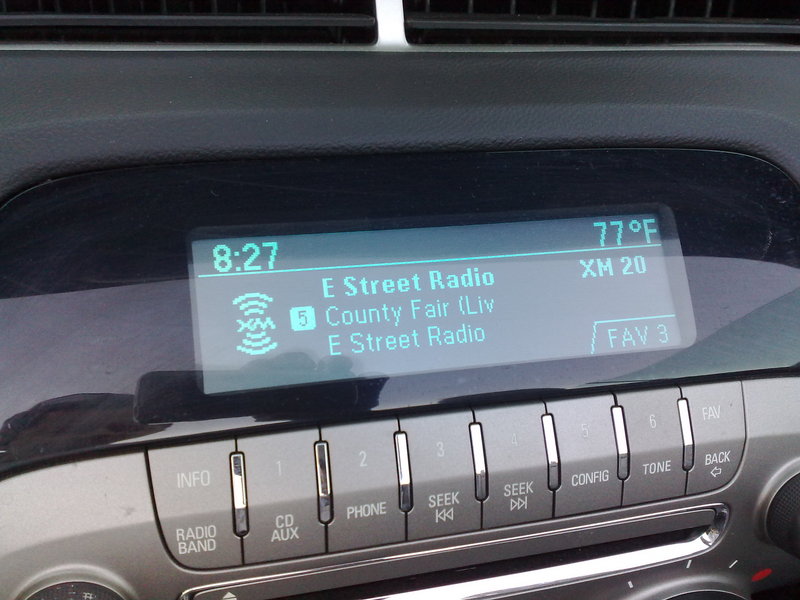 8:27 77°F
E Street Radio XM 20
XM
5 County Fair (Liv
E Street Radio
FAV 3
INFO 1 2 3 4 5 6 FAV
RADIO BAND CD AUX PHONE SEEK SEEK CONFIG TONE BACK